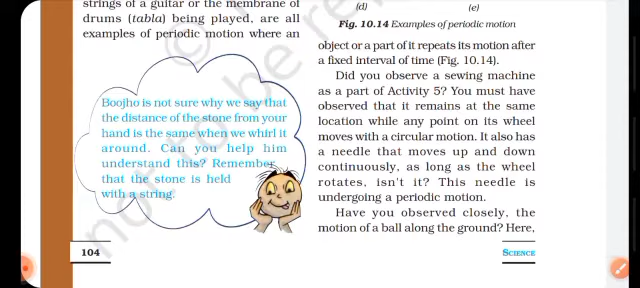 strings of a guitar or the membrane of
drums (tabla) being played, are all
examples of periodic motion where an
Boojho is not sure why we say that
the distance of the stone from your
hand is the same when we whirl it
around. Can you help him
understand this? Remember
that the stone is held
with a string.
(d) (e)
Fig. 10.14 Examples of periodic motion
object or a part of it repeats its motion after
a fixed interval of time (Fig. 10.14).
Did you observe a sewing machine
as a part of Activity 5? You must have
observed that it remains at the same
location while any point on its wheel
moves with a circular motion. It also has
a needle that moves up and down
continuously, as long as the wheel
rotates, isn't it? This needle is
undergoing a periodic motion.
Have you observed closely, the
motion of a ball along the ground? Here,
104
SCIENCE
not to be re